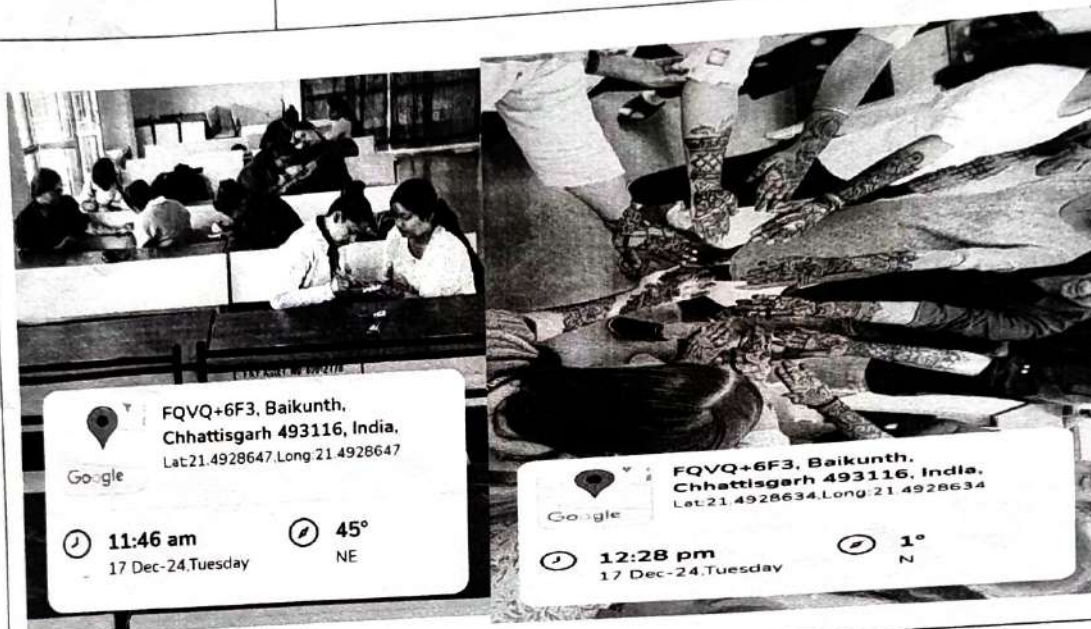 FQVQ+6F3, Baikunth,
Chhattisgarh 493116, India,
Lat:21.4928647,Long:21.4928647
Google
11:46 am
17 Dec-24,Tuesday
45°
NE
FQVQ+6F3, Baikunth,
Chhattisgarh 493116, India,
Lat:21.4928634,Long:21.4928634
Google
12:28 pm
17 Dec-24,Tuesday
1°
N